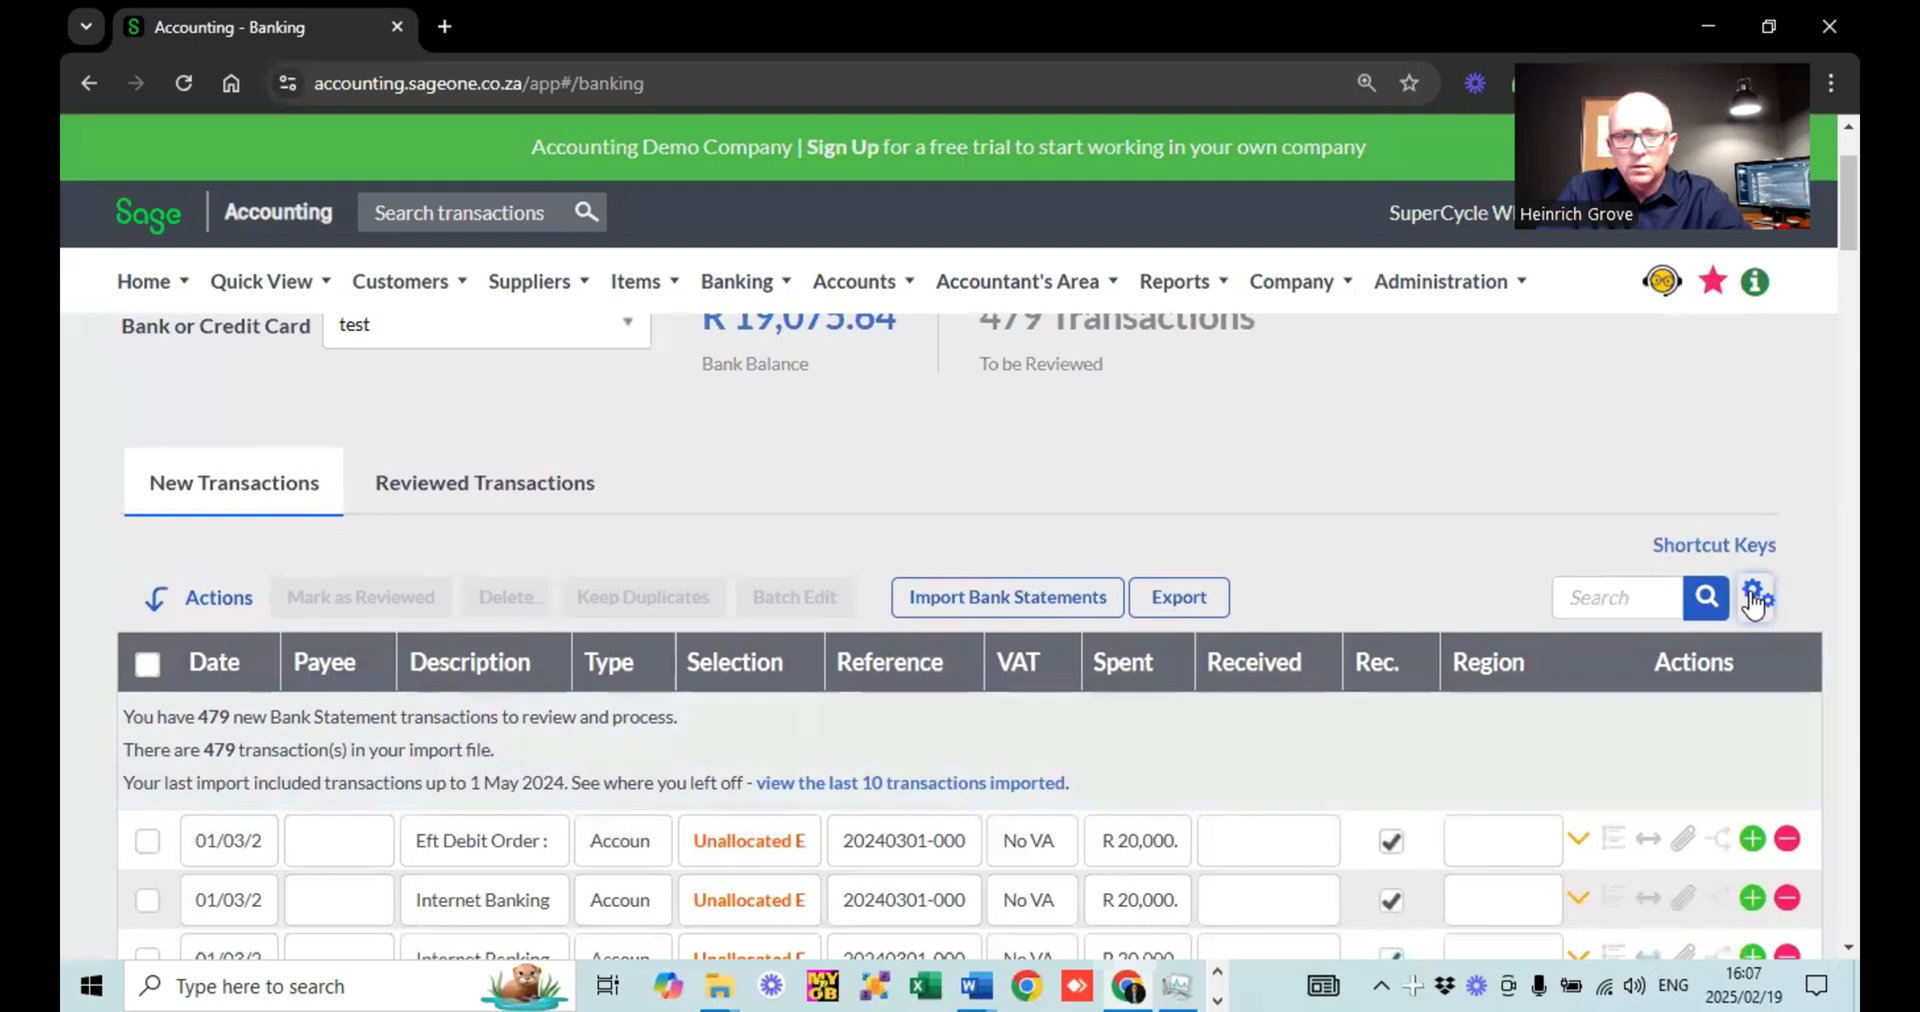 Accounting - Banking
accounting.sageone.co.za/app#/banking
Accounting Demo Company | Sign Up for a free trial to start working in your own company
Sage Accounting Search transactions SuperCycle W
Heinrich Grove
Home Quick View Customers Suppliers Items Banking Accounts Accountant's Area Reports Company Administration
Bank or Credit Card test R 19,075.64 479 Transactions
Bank Balance To be Reviewed
New Transactions Reviewed Transactions
Shortcut Keys
Actions Mark as Reviewed Delete... Keep Duplicates Batch Edit Import Bank Statements Export Search
Date Payee Description Type Selection Reference VAT Spent Received Rec. Region Actions
You have 479 new Bank Statement transactions to review and process.
There are 479 transaction(s) in your import file.
Your last import included transactions up to 1 May 2024. See where you left off - view the last 10 transactions imported.
01/03/2 Eft Debit Order : Accoun Unallocated E 20240301-000 No VA R 20,000.
01/03/2 Internet Banking Accoun Unallocated E 20240301-000 No VA R 20,000.
Type here to search MYOB ENG 16:07
2025/02/19